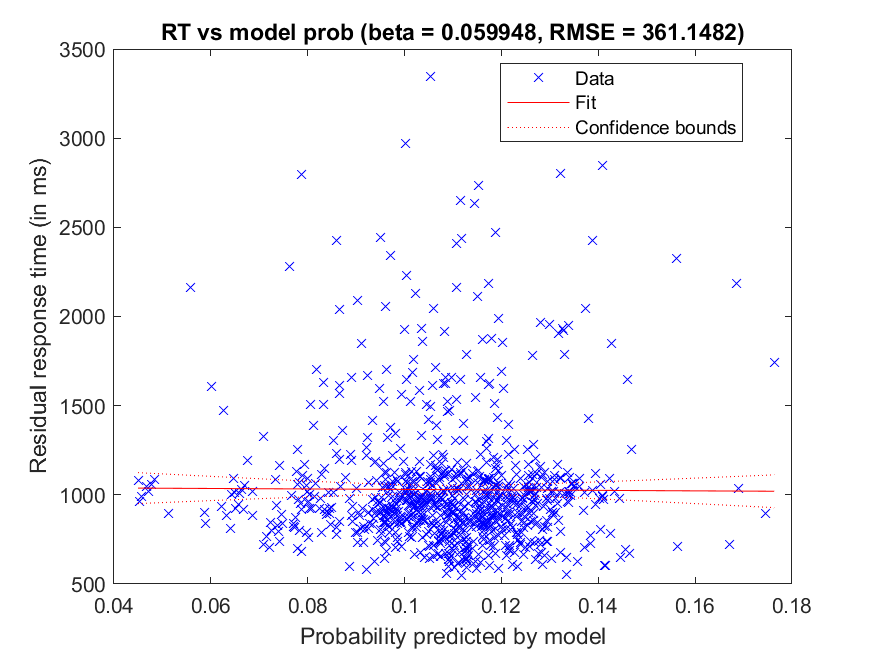 RT vs model prob (beta = 0.059948, RMSE = 361.1482)
3500
3000
2500
2000
1500
1000
500
Residual response time (in ms)
Data
Fit
Confidence bounds
0.04 0.06 0.08 0.1 0.12 0.14 0.16 0.18
Probability predicted by model